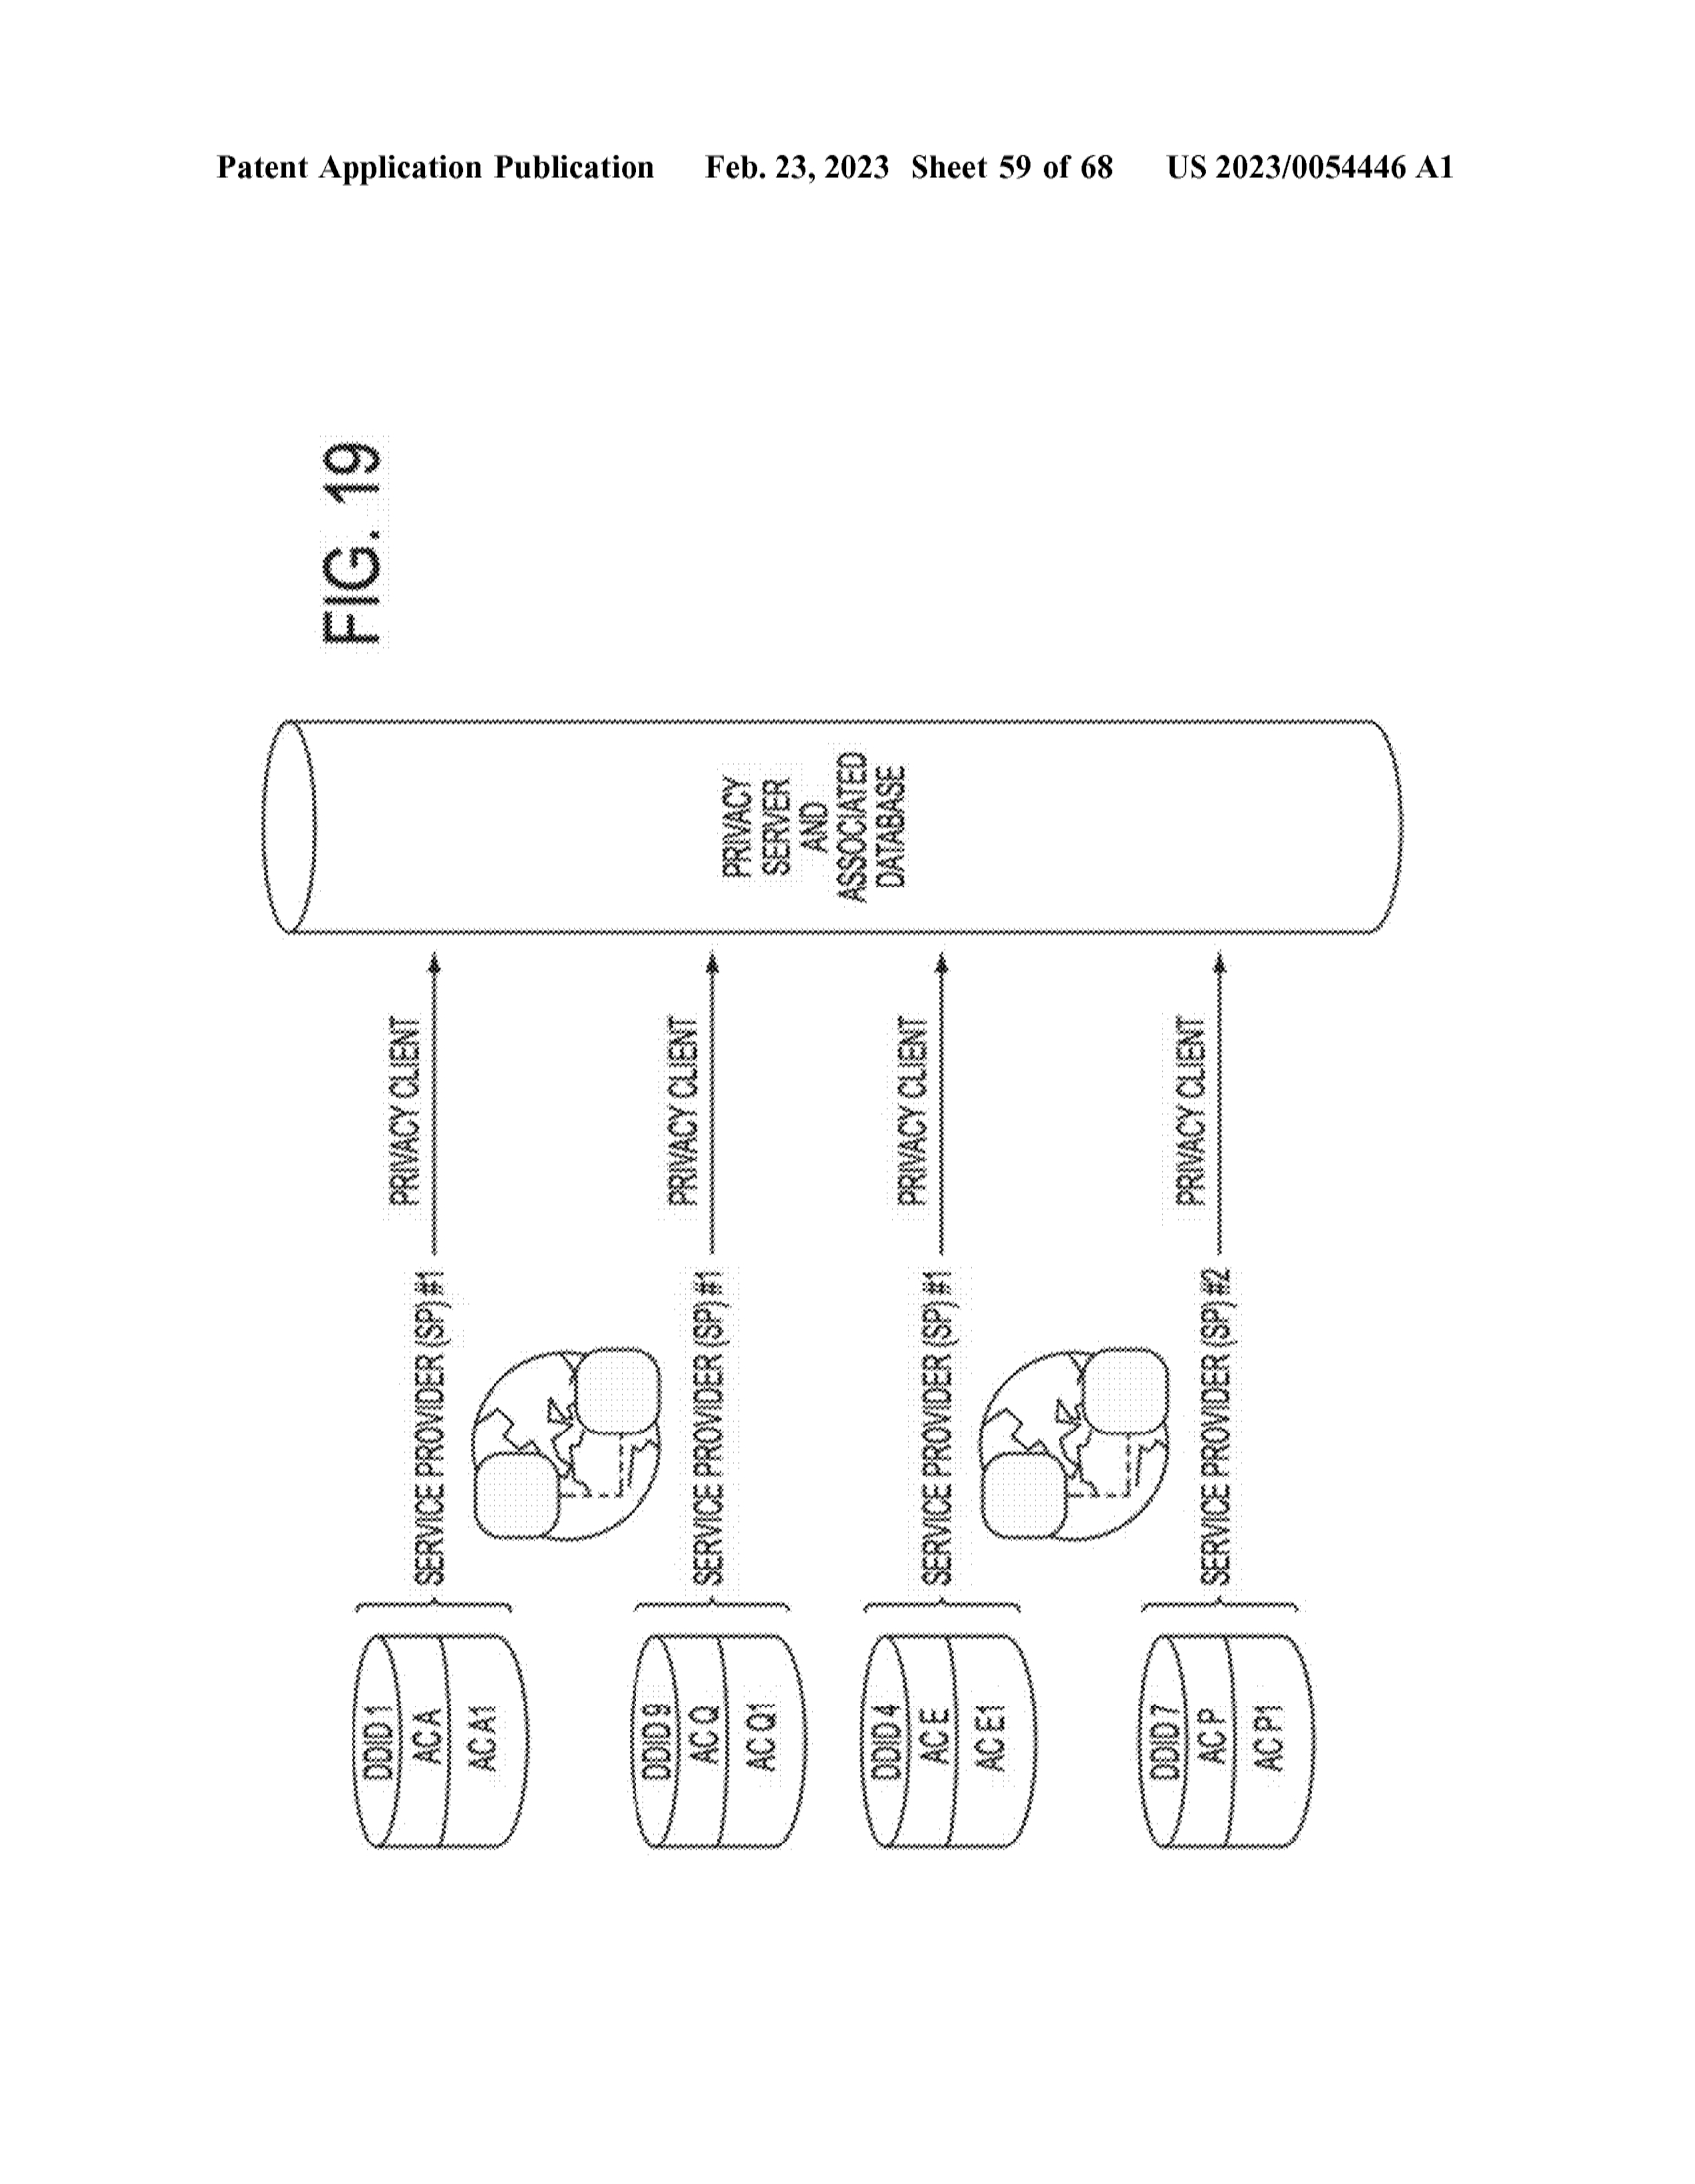 Patent Application Publication Feb. 23, 2023 Sheet 59 of 68 US 2023/0054446 A1
FIG. 19
DDID 1
AC A
AC A1
SERVICE PROVIDER (SP) #1
PRIVACY CLIENT
DDID 9
AC Q
AC Q1
SERVICE PROVIDER (SP) #1
PRIVACY CLIENT
DDID 4
AC E
AC E1
SERVICE PROVIDER (SP) #1
PRIVACY CLIENT
DDID 7
AC P
AC P1
SERVICE PROVIDER (SP) #2
PRIVACY CLIENT
PRIVACY
SERVER
AND
ASSOCIATED
DATABASE